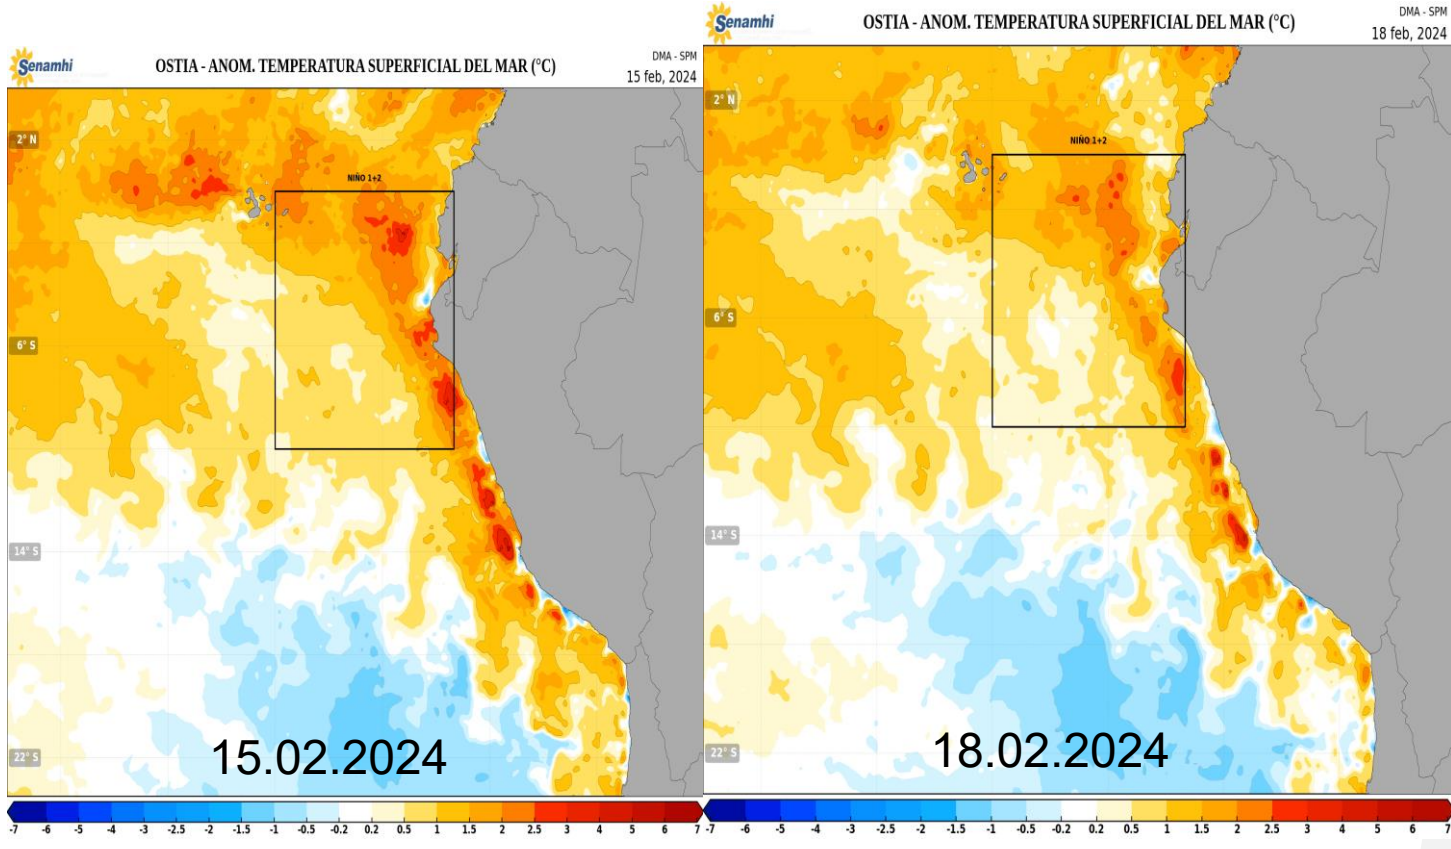 Senamhi
OSTIA - ANOM. TEMPERATURA SUPERFICIAL DEL MAR (°C)
DMA - SPM
15 feb, 2024
2° N
NIÑO 1+2
6° S
14° S
22° S
15.02.2024
-7 -6 -5 -4 -3 -2.5 -2 -1.5 -1 -0.5 -0.2 0.2 0.5 1 1.5 2 2.5 3 4 5 6 7
Senamhi
OSTIA - ANOM. TEMPERATURA SUPERFICIAL DEL MAR (°C)
DMA - SPM
18 feb, 2024
2° N
NIÑO 1+2
6° S
14° S
22° S
18.02.2024
-7 -6 -5 -4 -3 -2.5 -2 -1.5 -1 -0.5 -0.2 0.2 0.5 1 1.5 2 2.5 3 4 5 6 7